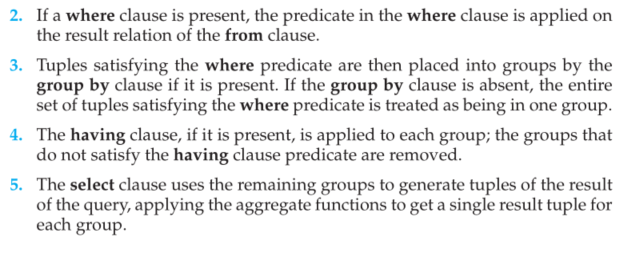 2. If a where clause is present, the predicate in the where clause is applied on
the result relation of the from clause.
3. Tuples satisfying the where predicate are then placed into groups by the
group by clause if it is present. If the group by clause is absent, the entire
set of tuples satisfying the where predicate is treated as being in one group.
4. The having clause, if it is present, is applied to each group; the groups that
do not satisfy the having clause predicate are removed.
5. The select clause uses the remaining groups to generate tuples of the result
of the query, applying the aggregate functions to get a single result tuple for
each group.